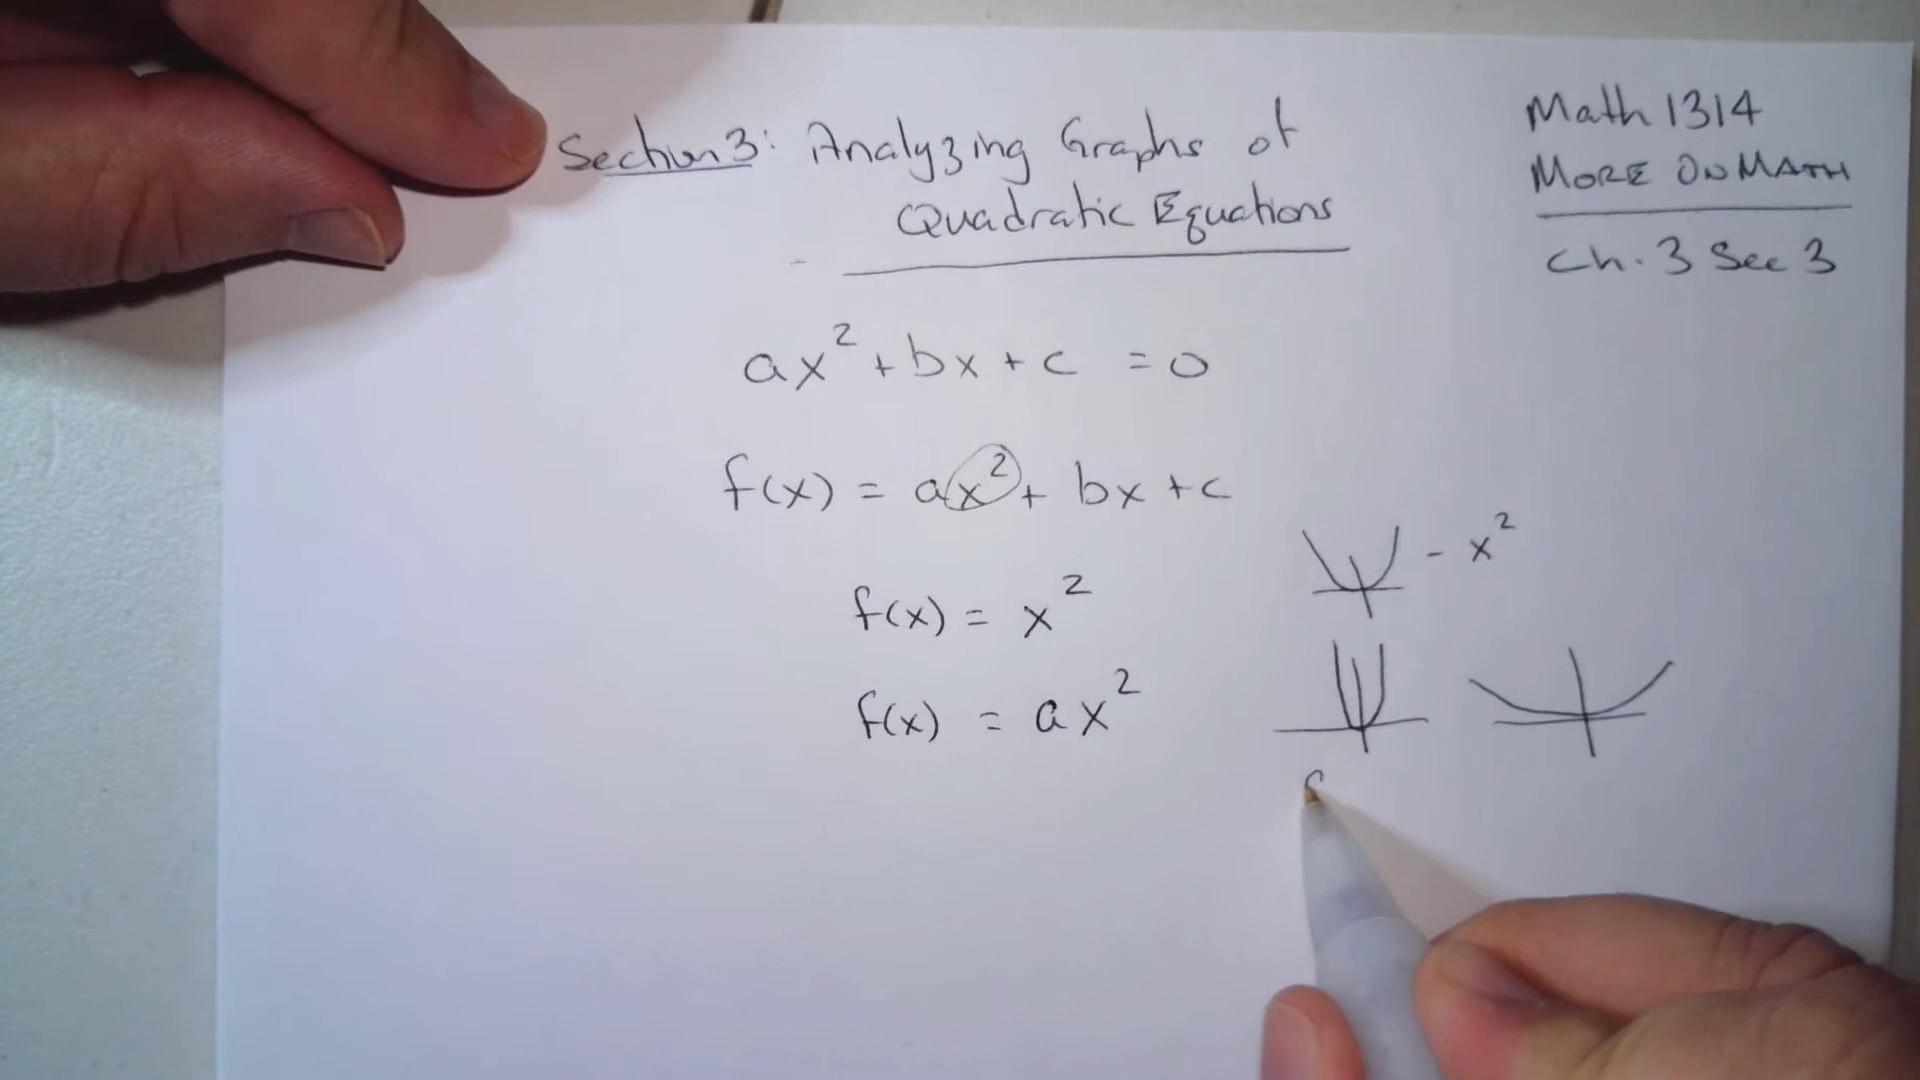 Section 3: Analyzing Graphs of
Quadratic Equations
Math 1314
MORE ON MATH
Ch. 3 Sec 3
ax² + bx + c = 0
f(x) = ax² + bx + c
f(x) = x²
– x²
f(x) = ax²